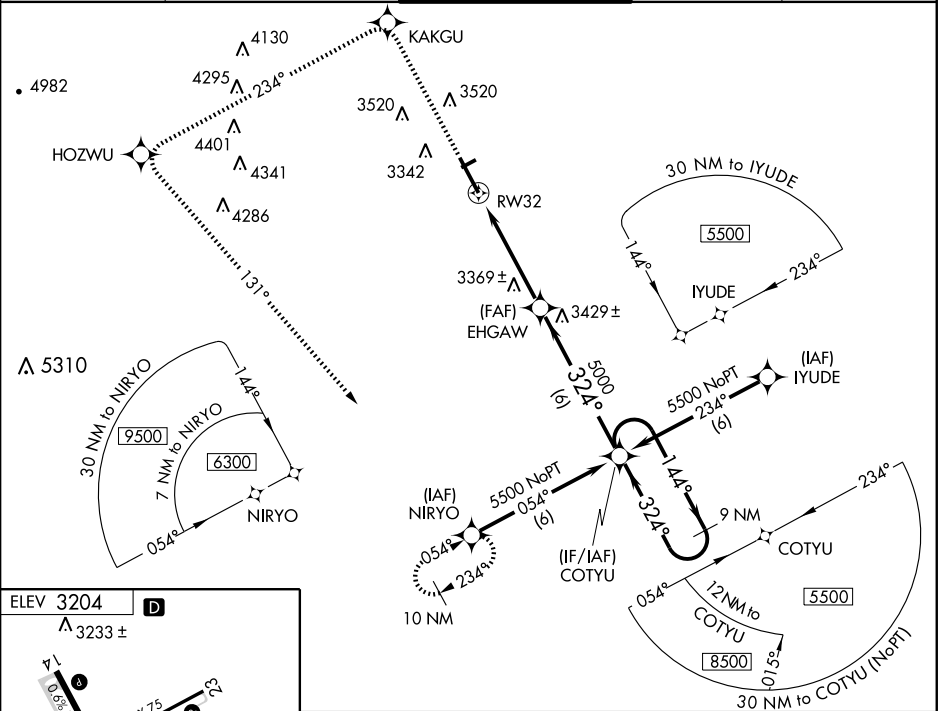 4130
KAKGU
4295
234°
4982
3520
3520
4401
HOZWU
4341
3342
4286
RW32
30 NM to IYUDE
5500
144°
234°
IYUDE
131°
3369 ±
(FAF)
EHGAW
3429 ±
5310
30 NM to NIRYO
144°
9500
7 NM to NIRYO
6300
NIRYO
054°
5000
324°
(6)
(IAF)
IYUDE
5500 NoPT
234°
(6)
(IAF)
NIRYO
5500 NoPT
054°
(6)
144°
324°
9 NM
(IF/IAF)
COTYU
054°
234°
10 NM
234°
COTYU
054°
12 NM to
COTYU
5500
8500
015°
30 NM to COTYU (NoPT)
ELEV 3204
D
3233 ±
14
P
0.6%
X 75
23